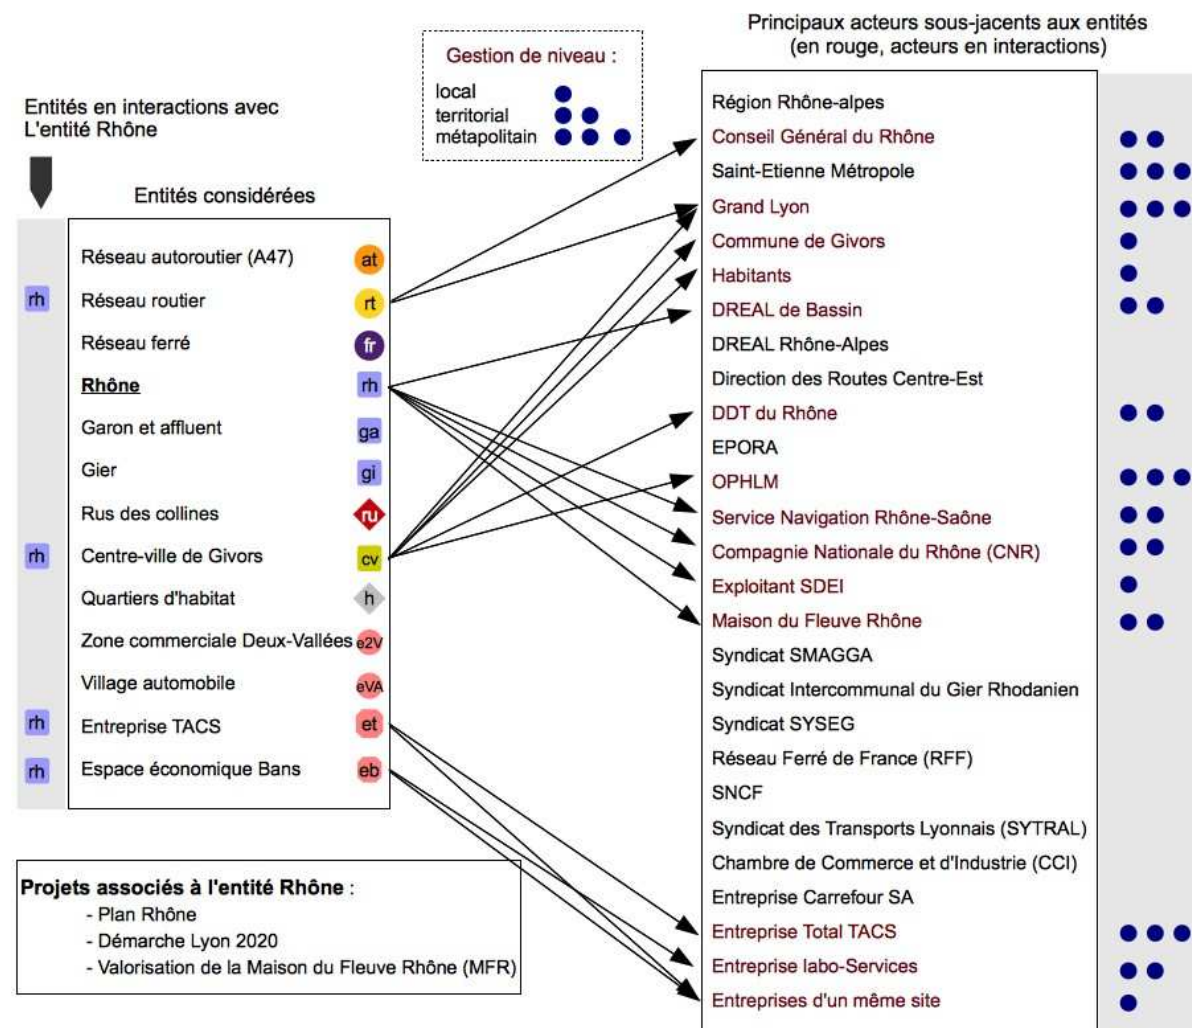 Principaux acteurs sous-jacents aux entités
(en rouge, acteurs en interactions)
Gestion de niveau :
local
territorial
métapolitain
Entités en interactions avec
L'entité Rhône
Entités considérées
Réseau autoroutier (A47) at
rh Réseau routier rt
Réseau ferré fr
Rhône rh
Garon et affluent ga
Gier gi
Rus des collines ru
rh Centre-ville de Givors cv
Quartiers d'habitat h
Zone commerciale Deux-Vallées e2V
Village automobile eVA
rh Entreprise TACS et
rh Espace économique Bans eb
Région Rhône-alpes
Conseil Général du Rhône
Saint-Etienne Métropole
Grand Lyon
Commune de Givors
Habitants
DREAL de Bassin
DREAL Rhône-Alpes
Direction des Routes Centre-Est
DDT du Rhône
EPORA
OPHLM
Service Navigation Rhône-Saône
Compagnie Nationale du Rhône (CNR)
Exploitant SDEI
Maison du Fleuve Rhône
Syndicat SMAGGA
Syndicat Intercommunal du Gier Rhodanien
Syndicat SYSEG
Réseau Ferré de France (RFF)
SNCF
Syndicat des Transports Lyonnais (SYTRAL)
Chambre de Commerce et d'Industrie (CCI)
Entreprise Carrefour SA
Entreprise Total TACS
Entreprise labo-Services
Entreprises d'un même site
Projets associés à l'entité Rhône :
- Plan Rhône
- Démarche Lyon 2020
- Valorisation de la Maison du Fleuve Rhône (MFR)